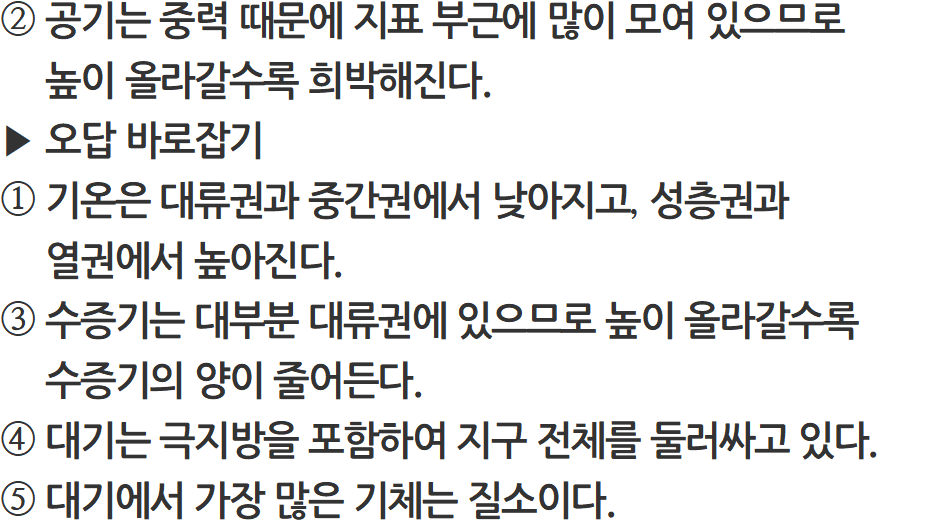 ② 공기는 중력 때문에 지표 부근에 많이 모여 있으므로
높이 올라갈수록 희박해진다.
▶ 오답 바로잡기
① 기온은 대류권과 중간권에서 낮아지고, 성층권과
열권에서 높아진다.
③ 수증기는 대부분 대류권에 있으므로 높이 올라갈수록
수증기의 양이 줄어든다.
④ 대기는 극지방을 포함하여 지구 전체를 둘러싸고 있다.
⑤ 대기에서 가장 많은 기체는 질소이다.